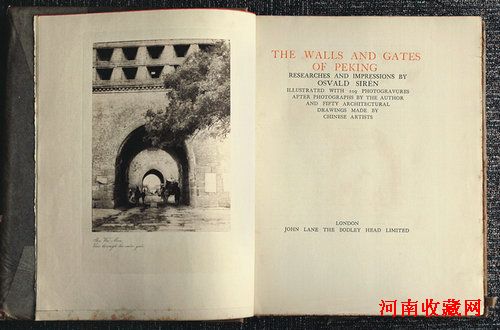 THE WALLS AND GATES
OF PEKING
RESEARCHES AND IMPRESSIONS BY
OSVALD SIREN
ILLUSTRATED WITH 109 PHOTOGRAVURES
AFTER PHOTOGRAPHS BY THE AUTHOR
AND FIFTY ARCHITECTURAL
DRAWINGS MADE BY
CHINESE ARTISTS
LONDON
JOHN LANE THE BODLEY HEAD LIMITED
河南收藏网